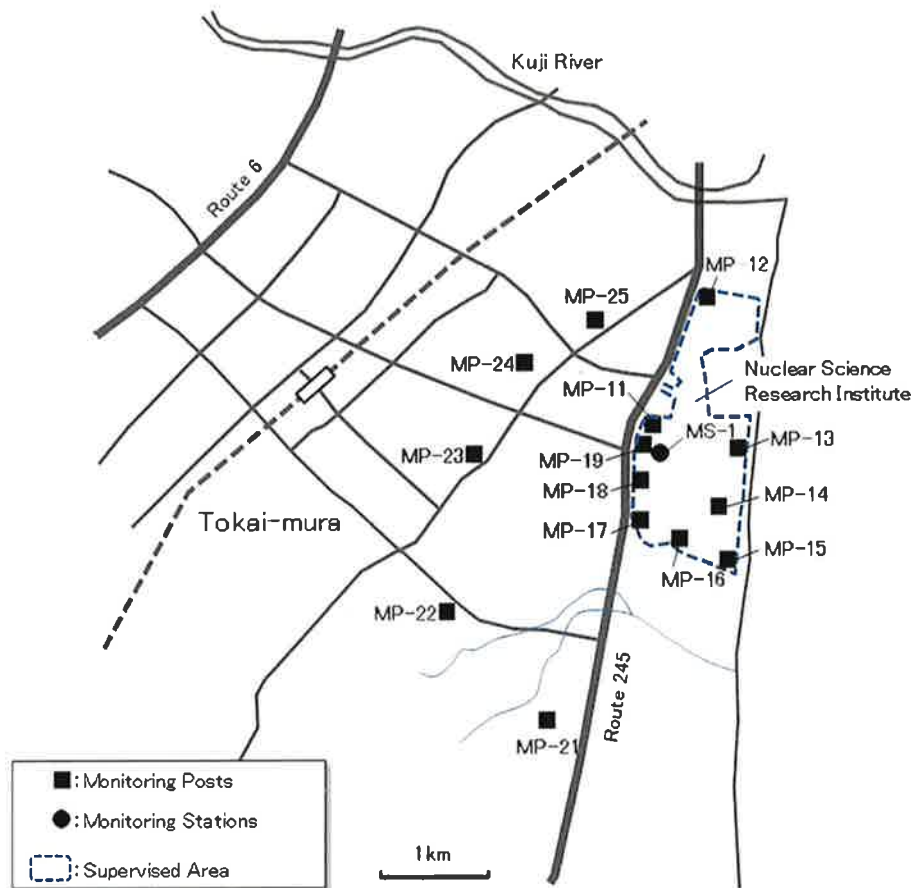 Kuji River
Route 6
MP-12
MP-25
MP-24
MP-11
Nuclear Science
Research Institute
MS-1
MP-13
MP-23
MP-19
MP-18
MP-14
Tokai-mura
MP-17
MP-15
MP-16
MP-22
Route 245
MP-21
:Monitoring Posts
:Monitoring Stations
:Supervised Area
1km